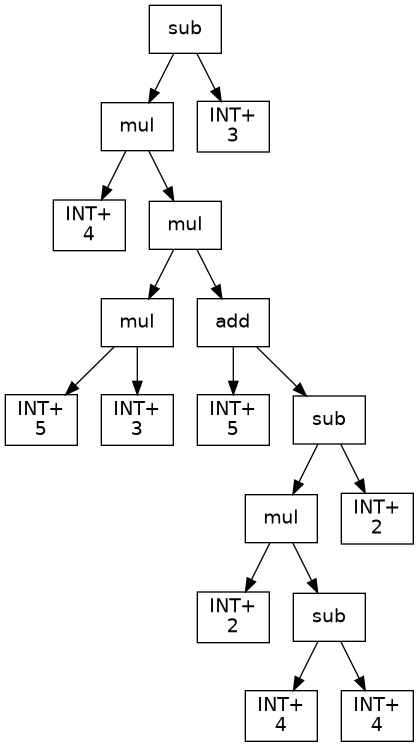 sub
mul
INT+
3
INT+
4
mul
mul
add
INT+
5
INT+
3
INT+
5
sub
mul
INT+
2
INT+
2
sub
INT+
4
INT+
4